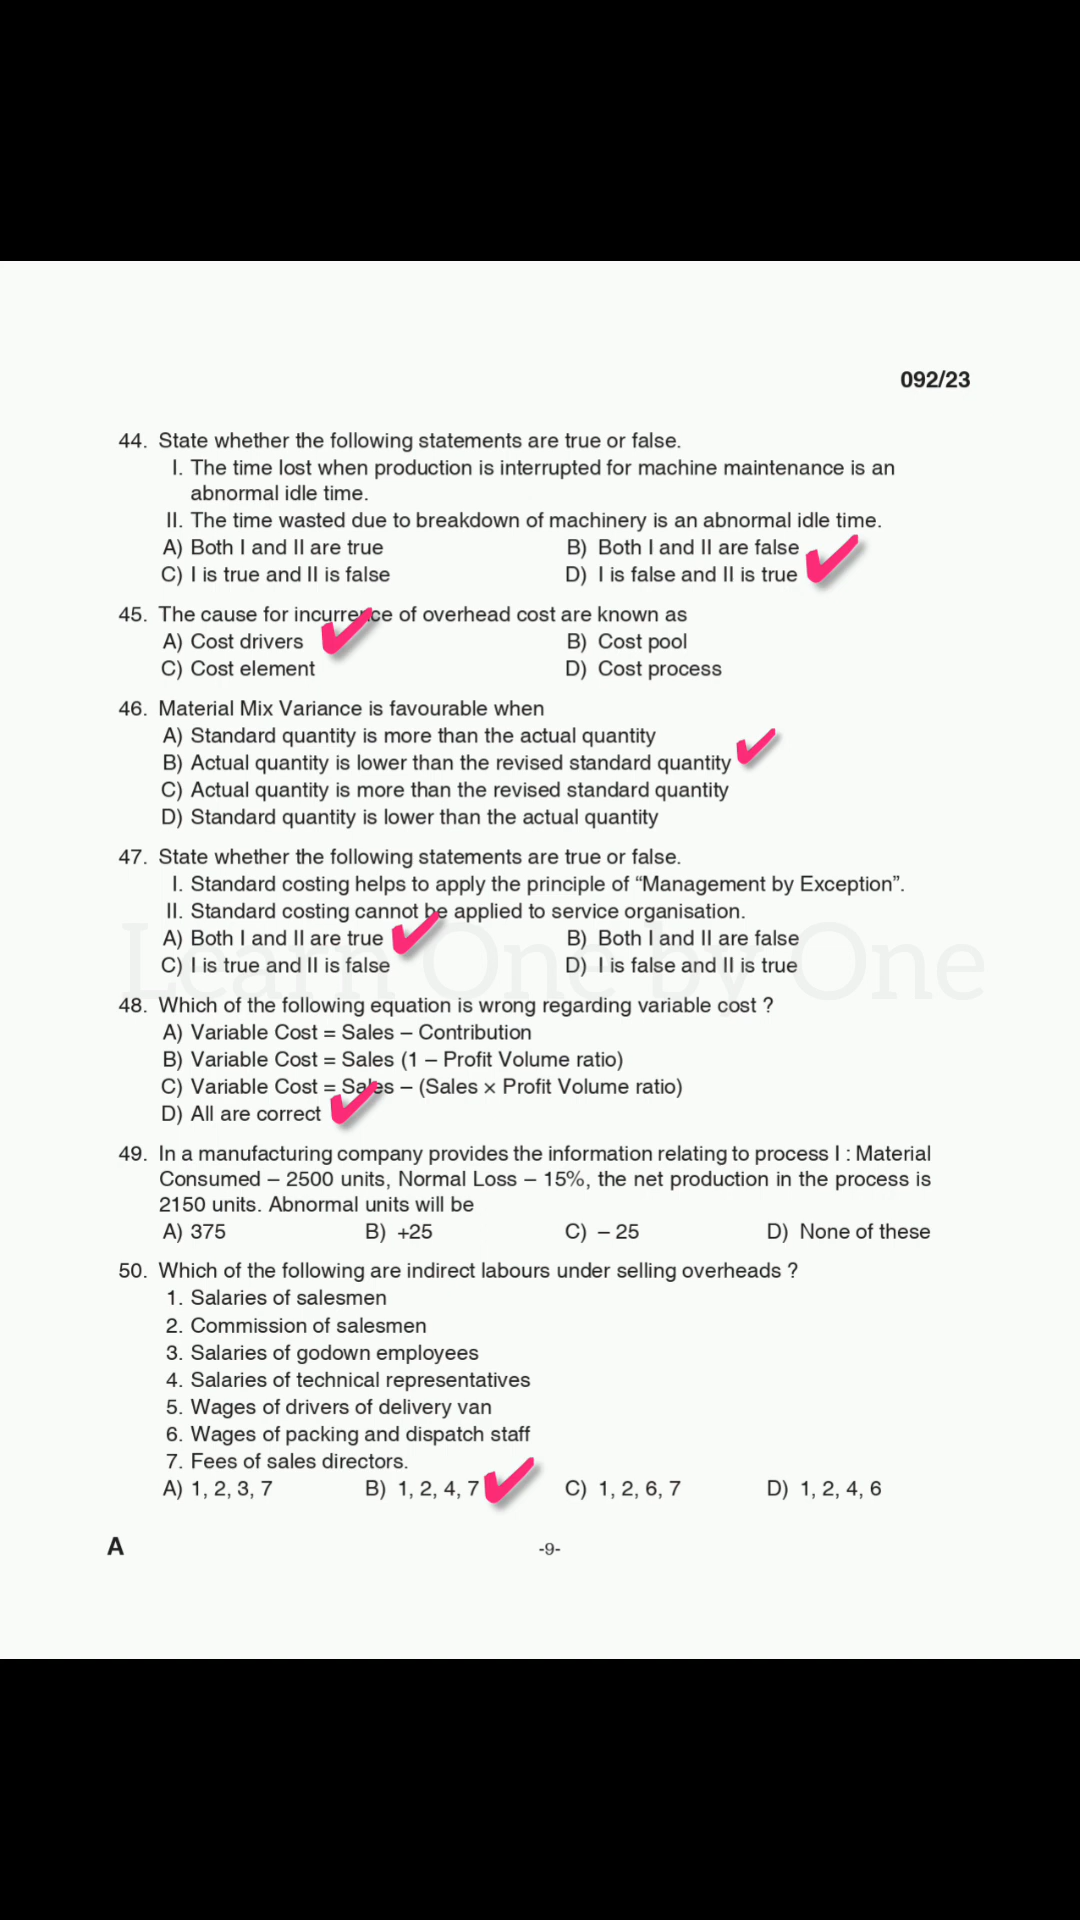 092/23
44. State whether the following statements are true or false.
I. The time lost when production is interrupted for machine maintenance is an
abnormal idle time.
II. The time wasted due to breakdown of machinery is an abnormal idle time.
A) Both I and II are true B) Both I and II are false
C) I is true and II is false D) I is false and II is true
45. The cause for incurrence of overhead cost are known as
A) Cost drivers B) Cost pool
C) Cost element D) Cost process
46. Material Mix Variance is favourable when
A) Standard quantity is more than the actual quantity
B) Actual quantity is lower than the revised standard quantity
C) Actual quantity is more than the revised standard quantity
D) Standard quantity is lower than the actual quantity
47. State whether the following statements are true or false.
I. Standard costing helps to apply the principle of “Management by Exception”.
II. Standard costing cannot be applied to service organisation.
A) Both I and II are true B) Both I and II are false
C) I is true and II is false D) I is false and II is true
Learn One by One
48. Which of the following equation is wrong regarding variable cost ?
A) Variable Cost = Sales – Contribution
B) Variable Cost = Sales (1 – Profit Volume ratio)
C) Variable Cost = Sales – (Sales × Profit Volume ratio)
D) All are correct
49. In a manufacturing company provides the information relating to process I : Material
Consumed – 2500 units, Normal Loss – 15%, the net production in the process is
2150 units. Abnormal units will be
A) 375 B) +25 C) – 25 D) None of these
50. Which of the following are indirect labours under selling overheads ?
1. Salaries of salesmen
2. Commission of salesmen
3. Salaries of godown employees
4. Salaries of technical representatives
5. Wages of drivers of delivery van
6. Wages of packing and dispatch staff
7. Fees of sales directors.
A) 1, 2, 3, 7 B) 1, 2, 4, 7 C) 1, 2, 6, 7 D) 1, 2, 4, 6
A -9-